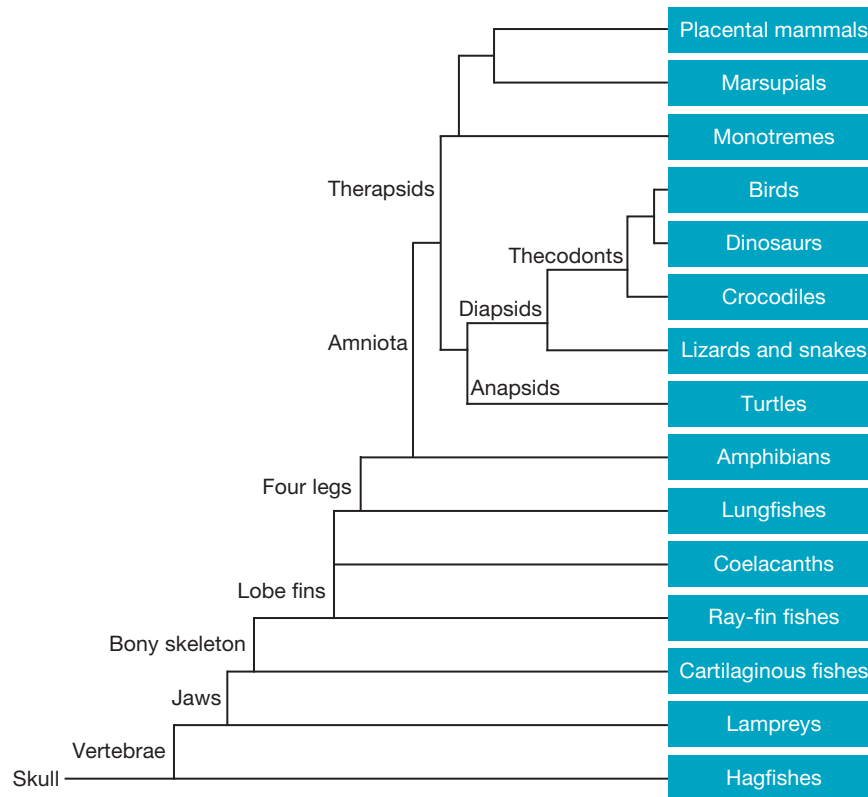 Placental mammals
Marsupials
Monotremes
Birds
Therapsids
Dinosaurs
Thecodonts
Crocodiles
Diapsids
Amniota
Lizards and snakes
Anapsids
Turtles
Amphibians
Four legs
Lungfishes
Coelacanths
Lobe fins
Ray-fin fishes
Bony skeleton
Cartilaginous fishes
Jaws
Lampreys
Vertebrae
Skull
Hagfishes